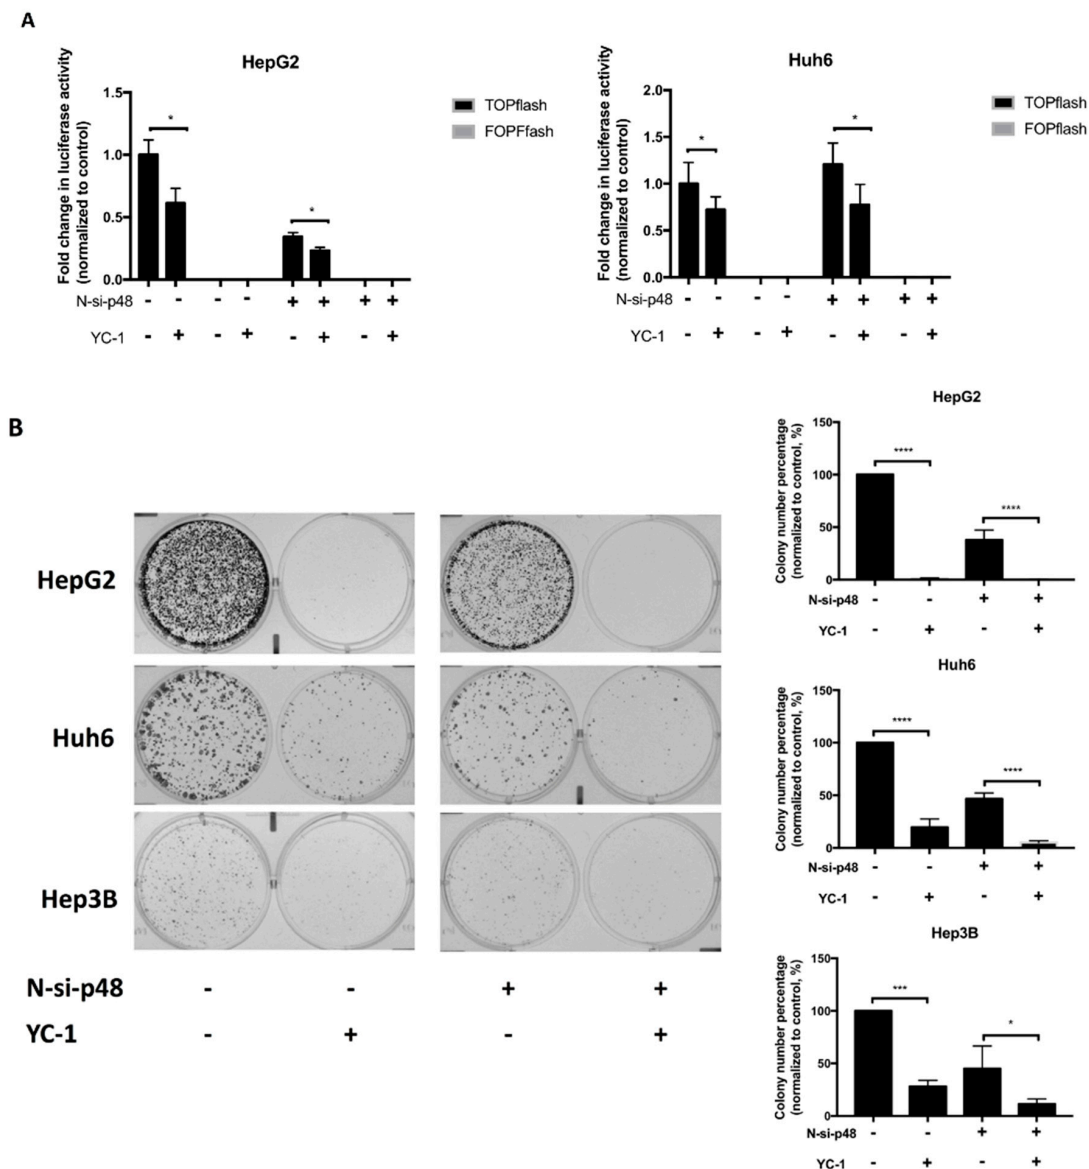 A
HepG2
Fold change in luciferase activity
(normalized to control)
1.5
1.0
0.5
0.0
*
*
TOPflash
FOPFfash
N-si-p48 - - - - + + + +
YC-1 - + - + - + - +
Huh6
Fold change in luciferase activity
(normalized to control)
2.0
1.5
1.0
0.5
0.0
*
*
TOPflash
FOPflash
N-si-p48 - - - - + + + +
YC-1 - + - + - + - +
B
HepG2
Huh6
Hep3B
N-si-p48 - - + +
YC-1 - + - +
HepG2
Colony number percentage
(normalized to control, %)
150
100
50
0
****
****
N-si-p48 - - + +
YC-1 - + - +
Huh6
Colony number percentage
(normalized to control, %)
150
100
50
0
****
****
N-si-p48 - - + +
YC-1 - + - +
Hep3B
Colony number percentage
(normalized to control, %)
150
100
50
0
***
*
N-si-p48 - - + +
YC-1 - + - +